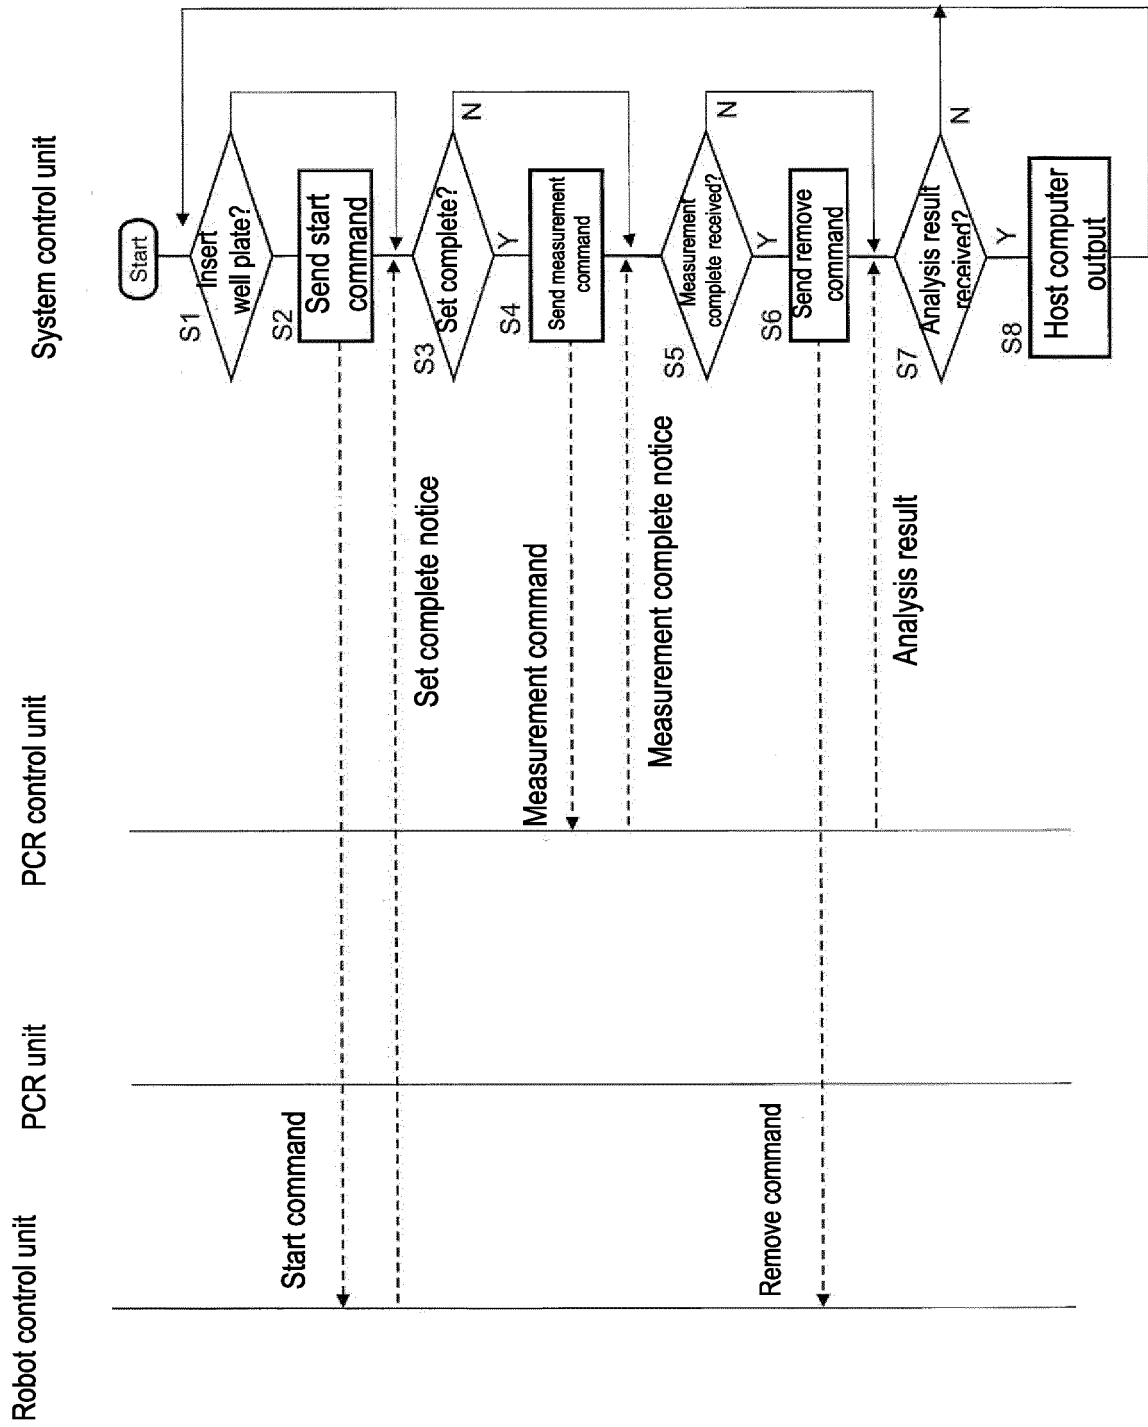 Robot control unit
PCR unit
PCR control unit
System control unit
Start
S1
Insert
well plate?
S2
Send start
command
Start command
Set complete notice
S3
Set complete?
N
Y
S4
Send measurement
command
Measurement command
Measurement complete notice
S5
Measurement
complete received?
N
Y
S6
Send remove
command
Remove command
Analysis result
S7
Analysis result
received?
N
Y
S8
Host computer
output